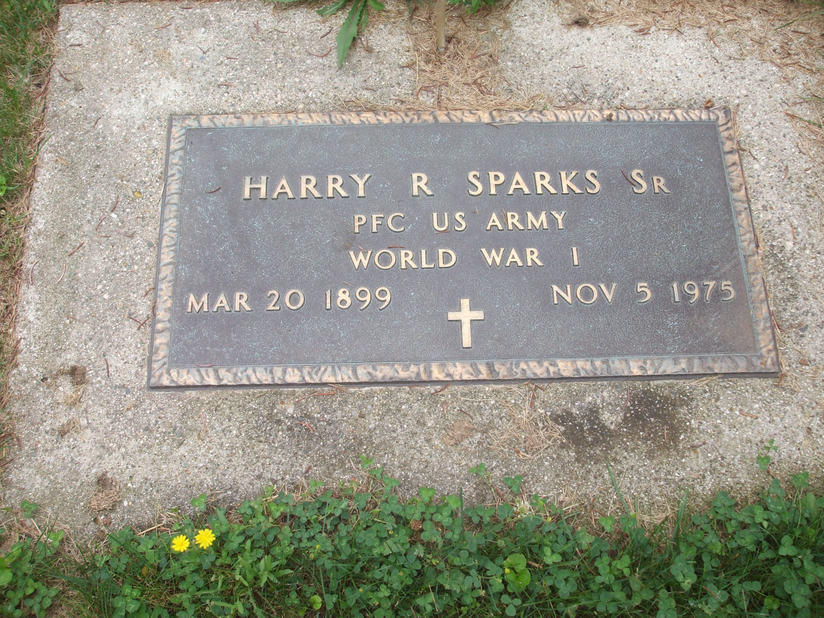 HARRY R SPARKS SR
PFC US ARMY
WORLD WAR I
MAR 20 1899 NOV 5 1975